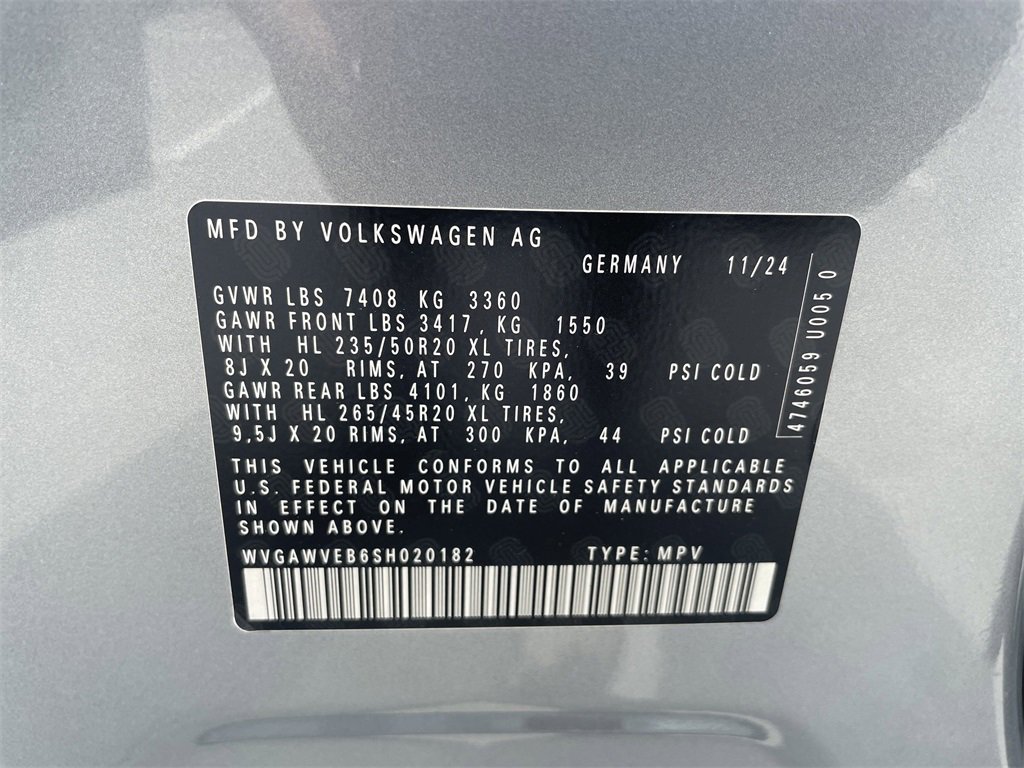 MFD BY VOLKSWAGEN AG
GERMANY 11/24
GVWR LBS 7408 KG 3360
GAWR FRONT LBS 3417, KG 1550
WITH HL 235/50R20 XL TIRES,
8J X 20 RIMS, AT 270 KPA, 39 PSI COLD
GAWR REAR LBS 4101, KG 1860
WITH HL 265/45R20 XL TIRES,
9,5J X 20 RIMS, AT 300 KPA, 44 PSI COLD
THIS VEHICLE CONFORMS TO ALL APPLICABLE
U.S. FEDERAL MOTOR VEHICLE SAFETY STANDARDS
IN EFFECT ON THE DATE OF MANUFACTURE
SHOWN ABOVE.
WVGAWVEB6SH020182 TYPE: MPV
4746059 U005 0